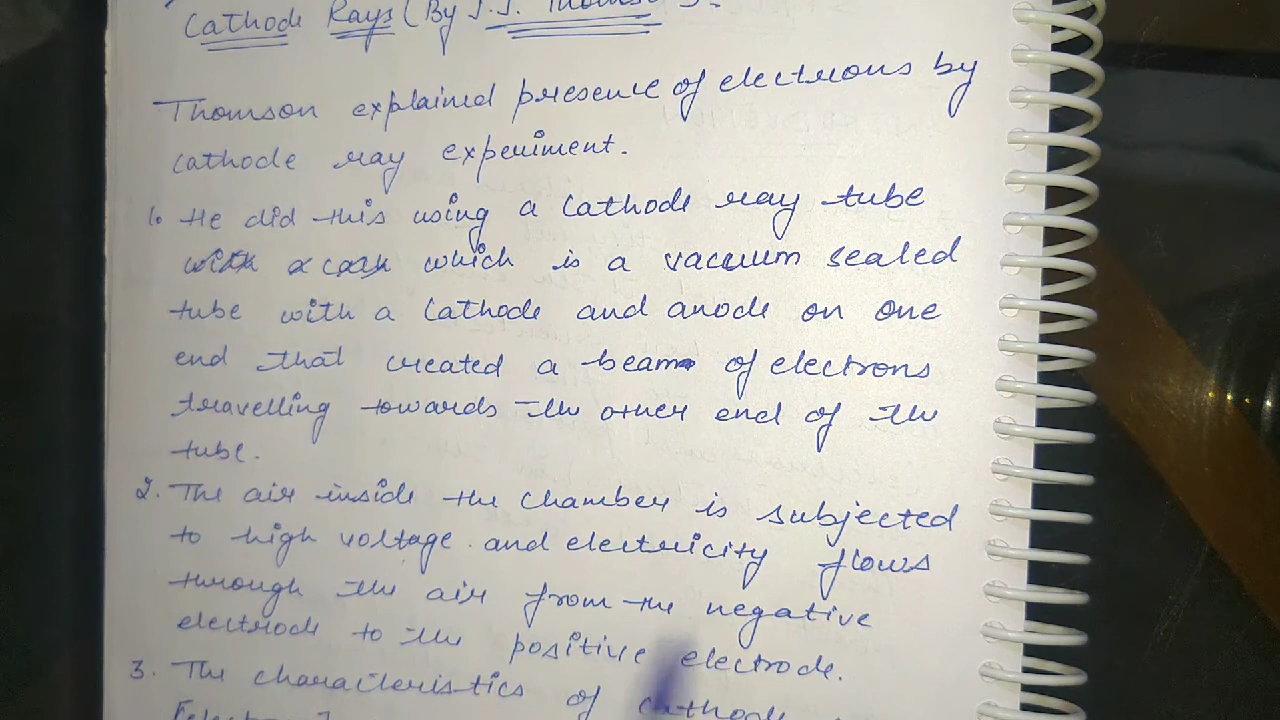 Cathode Rays (By J.J. Thomson):-
Thomson explained presence of electrons by
cathode ray experiment.
1. He did this using a cathode ray tube
which is a vacuum sealed
tube with a cathode and anode on one
end that created a beam of electrons
travelling towards the other end of the
tube.
2. The air inside the chamber is subjected
to high voltage. and electricity flows
through the air from the negative
electrode to the positive electrode.
3. The characteristics of cathode